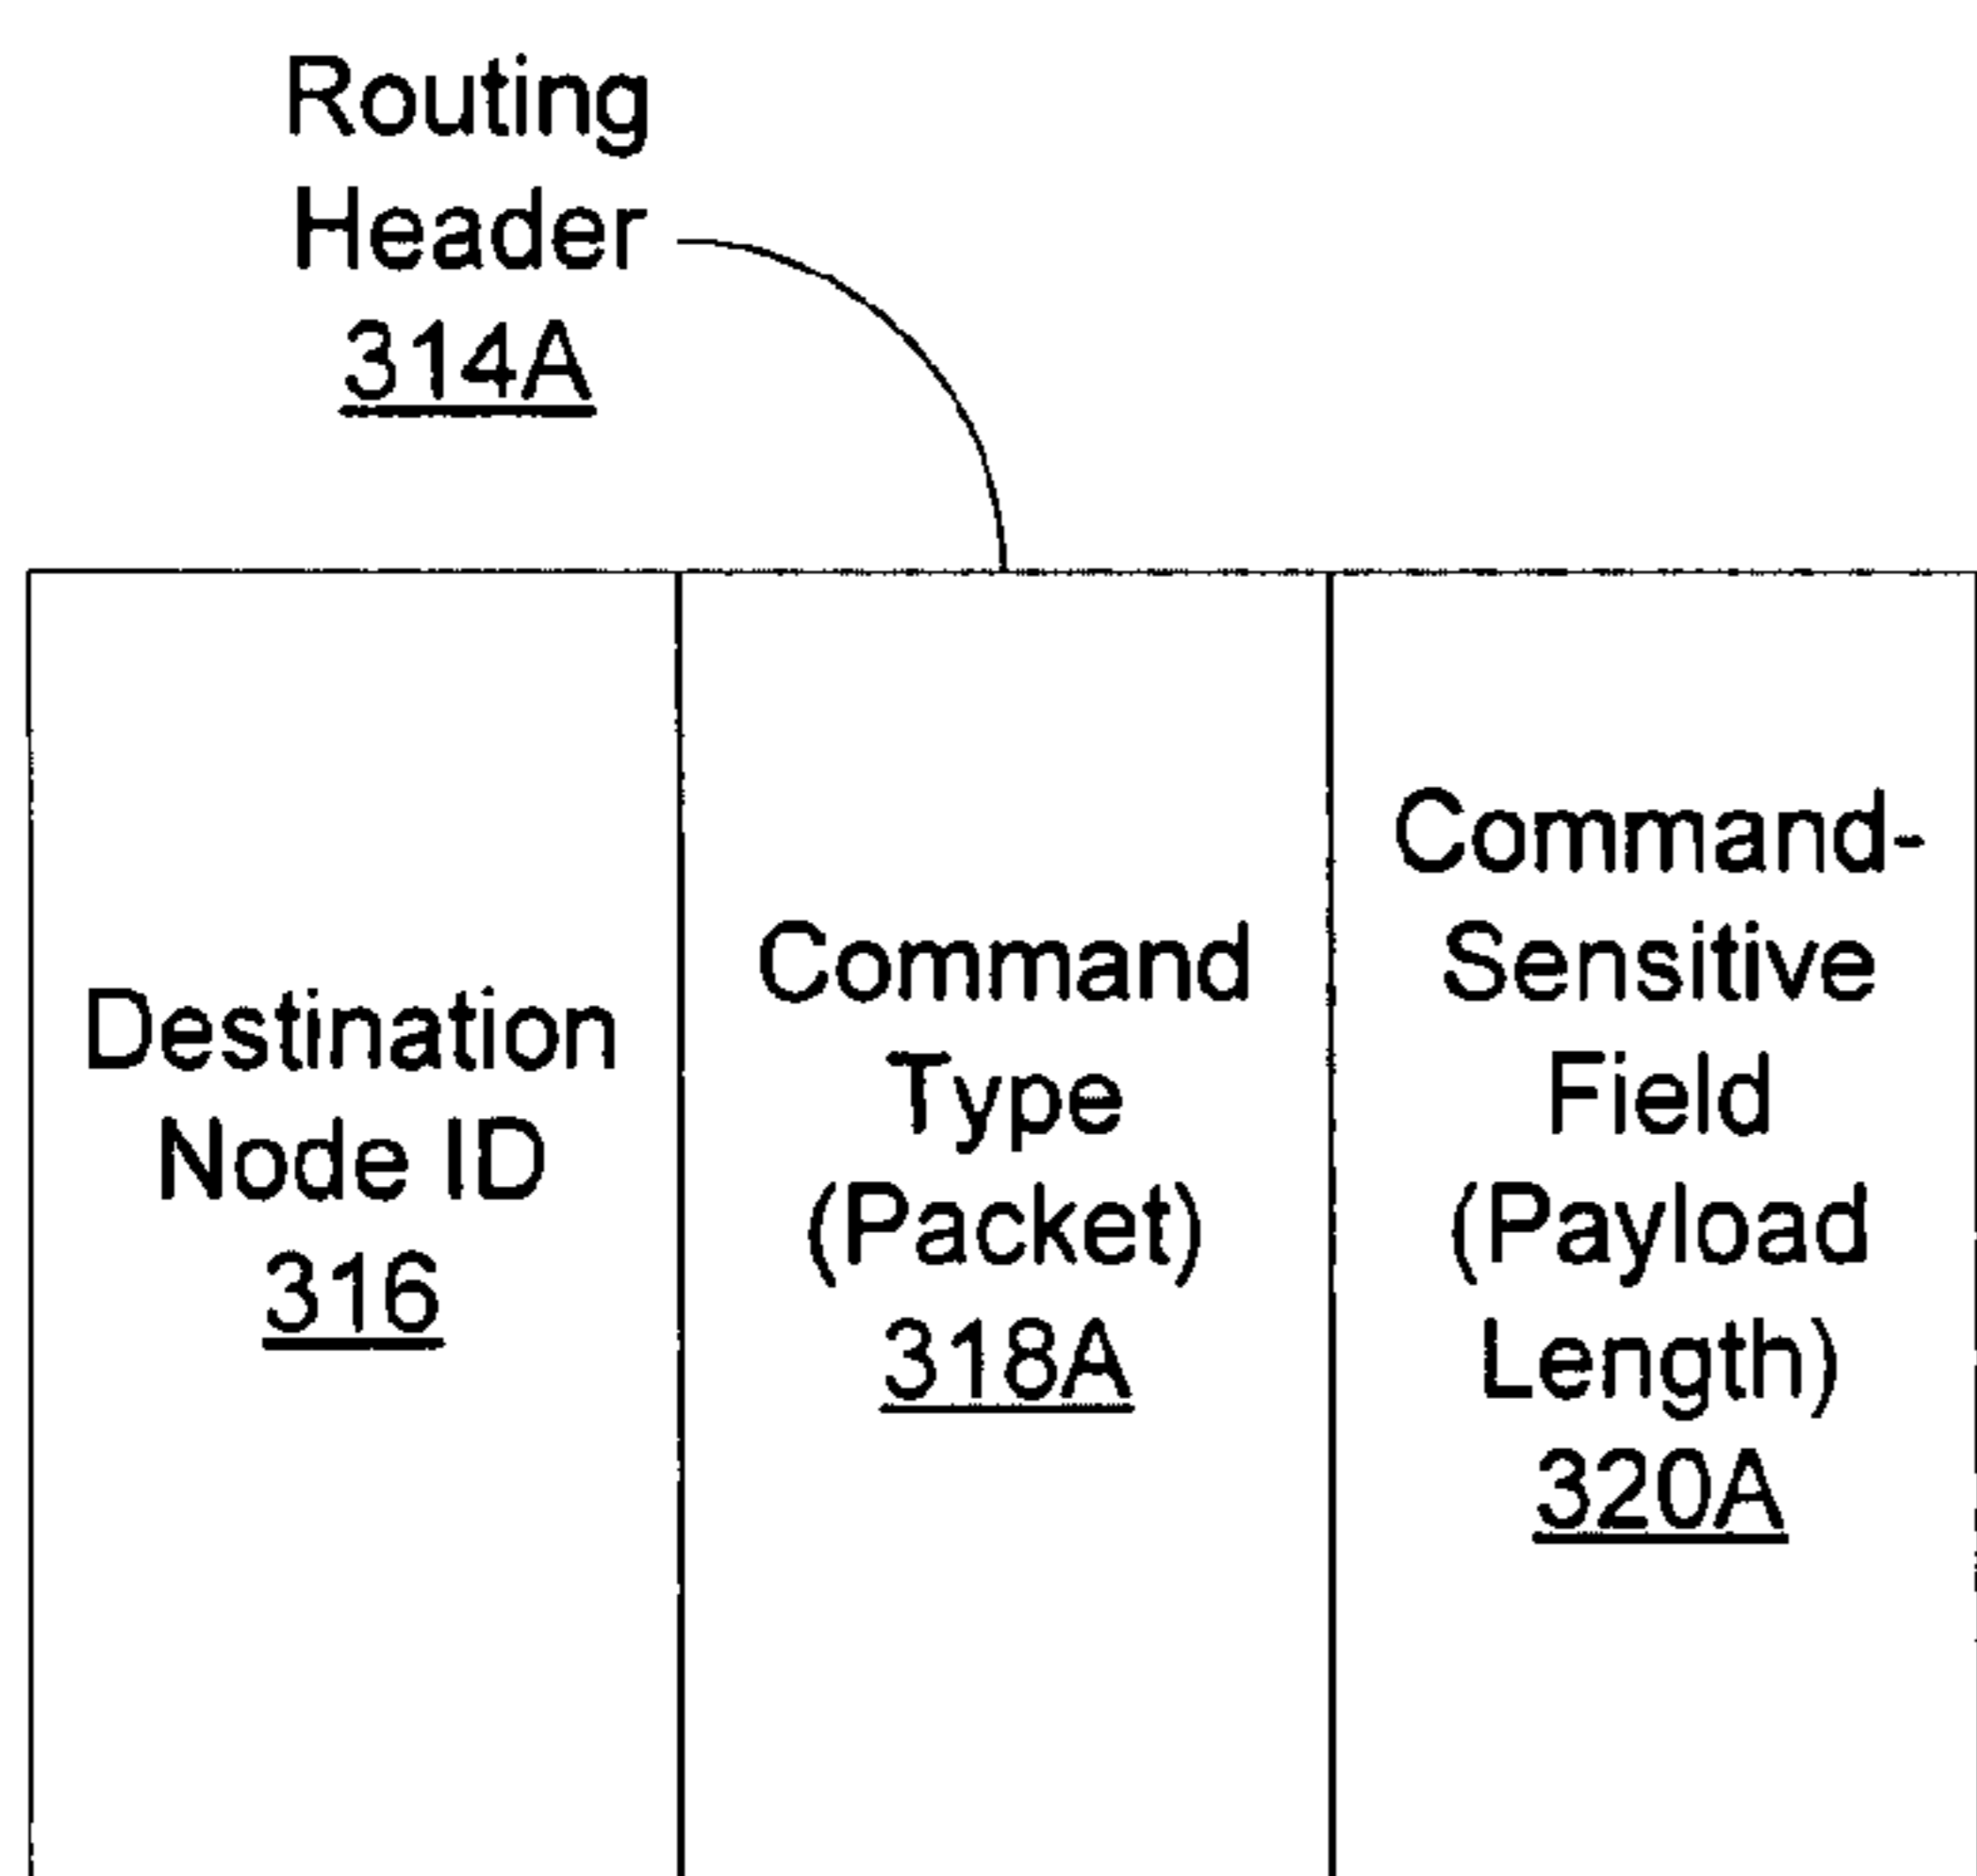 Routing
Header
314A
Destination
Node ID
316
Command
Type
(Packet)
318A
Command-
Sensitive
Field
(Payload
Length)
320A